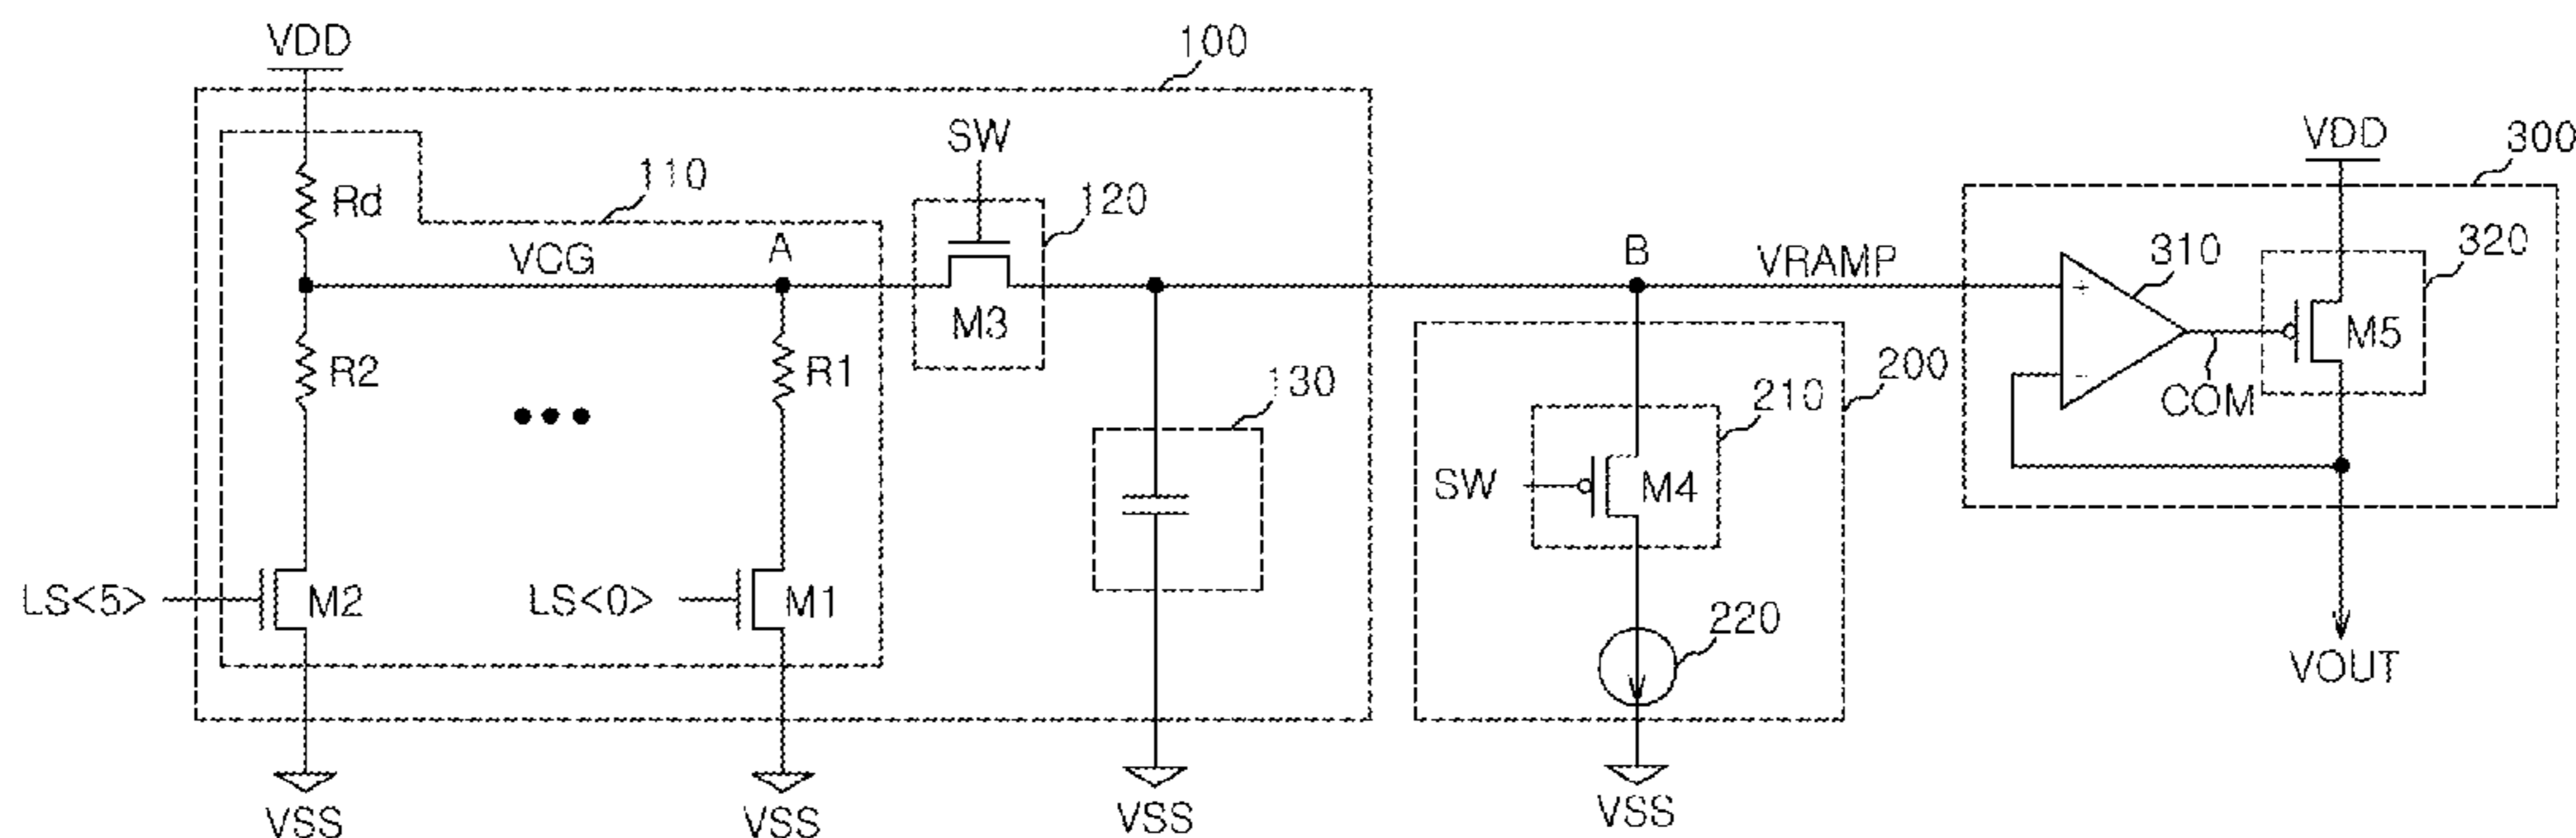 VDD
100
SW
VDD
300
Rd
110
120
VCG
A
B
VRAMP
310
320
M3
+
R2
R1
-
COM
M5
130
210
200
SW
M4
LS<5>
M2
LS<0>
M1
220
VOUT
VSS
VSS
VSS
VSS